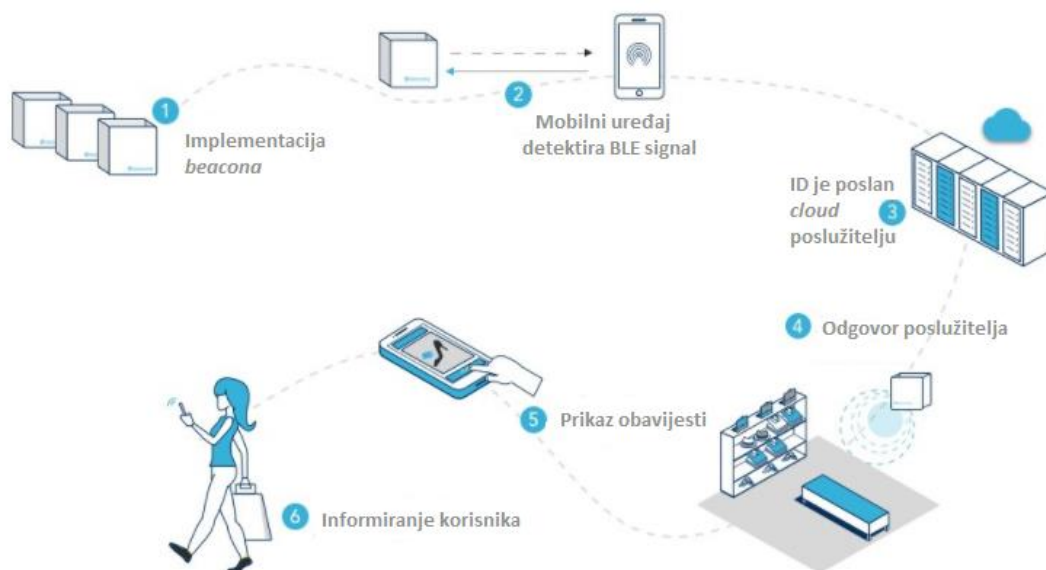 1
Implementacija
beacona
2
Mobilni uređaj
detektira BLE signal
ID je poslan
cloud 3
poslužitelju
4 Odgovor poslužitelja
5 Prikaz obavijesti
6 Informiranje korisnika